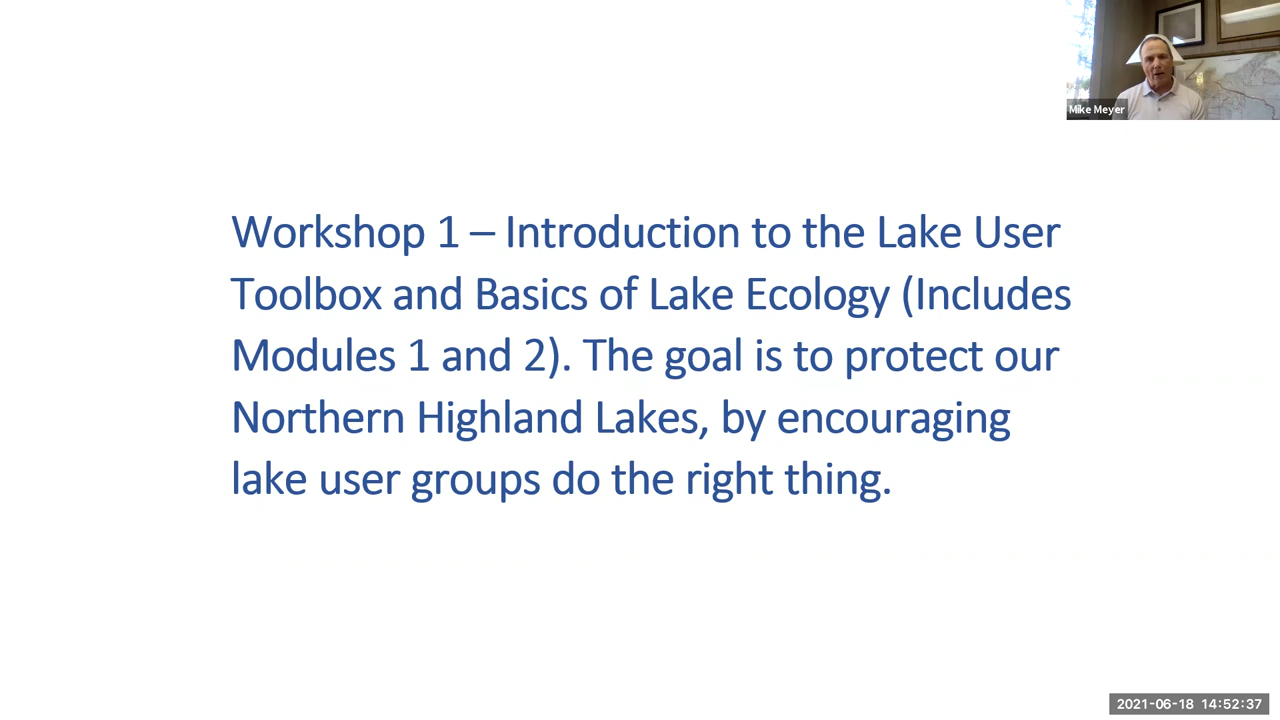 Mike Meyer
Workshop 1 – Introduction to the Lake User
Toolbox and Basics of Lake Ecology (Includes
Modules 1 and 2). The goal is to protect our
Northern Highland Lakes, by encouraging
lake user groups do the right thing.
2021-06-18 14:52:37